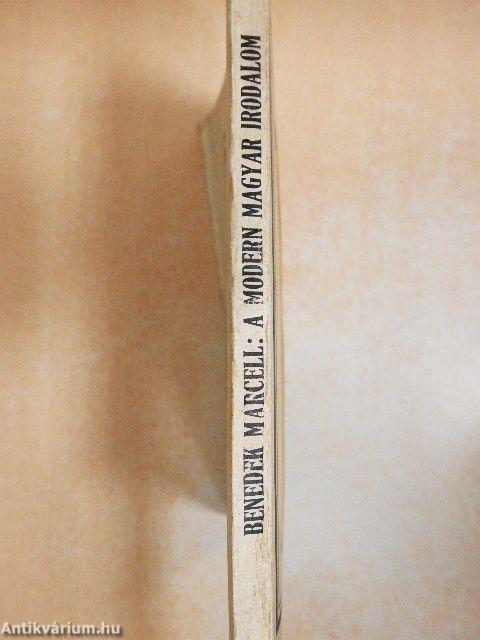 BENEDEK MARCELL: A MODERN MAGYAR IRODALOM
Antikvárium.hu